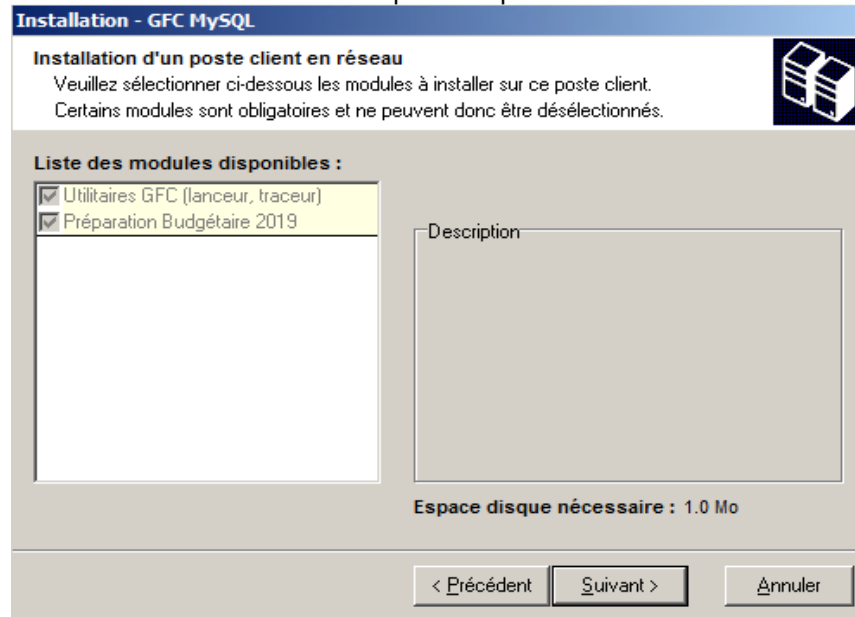 Installation - GFC MySQL
Installation d'un poste client en réseau
Veuillez sélectionner ci-dessous les modules à installer sur ce poste client.
Certains modules sont obligatoires et ne peuvent donc être désélectionnés.
Liste des modules disponibles :
Utilitaires GFC (lanceur, traceur)
Préparation Budgétaire 2019
Description
Espace disque nécessaire : 1.0 Mo
< Précédent
Suivant >
Annuler